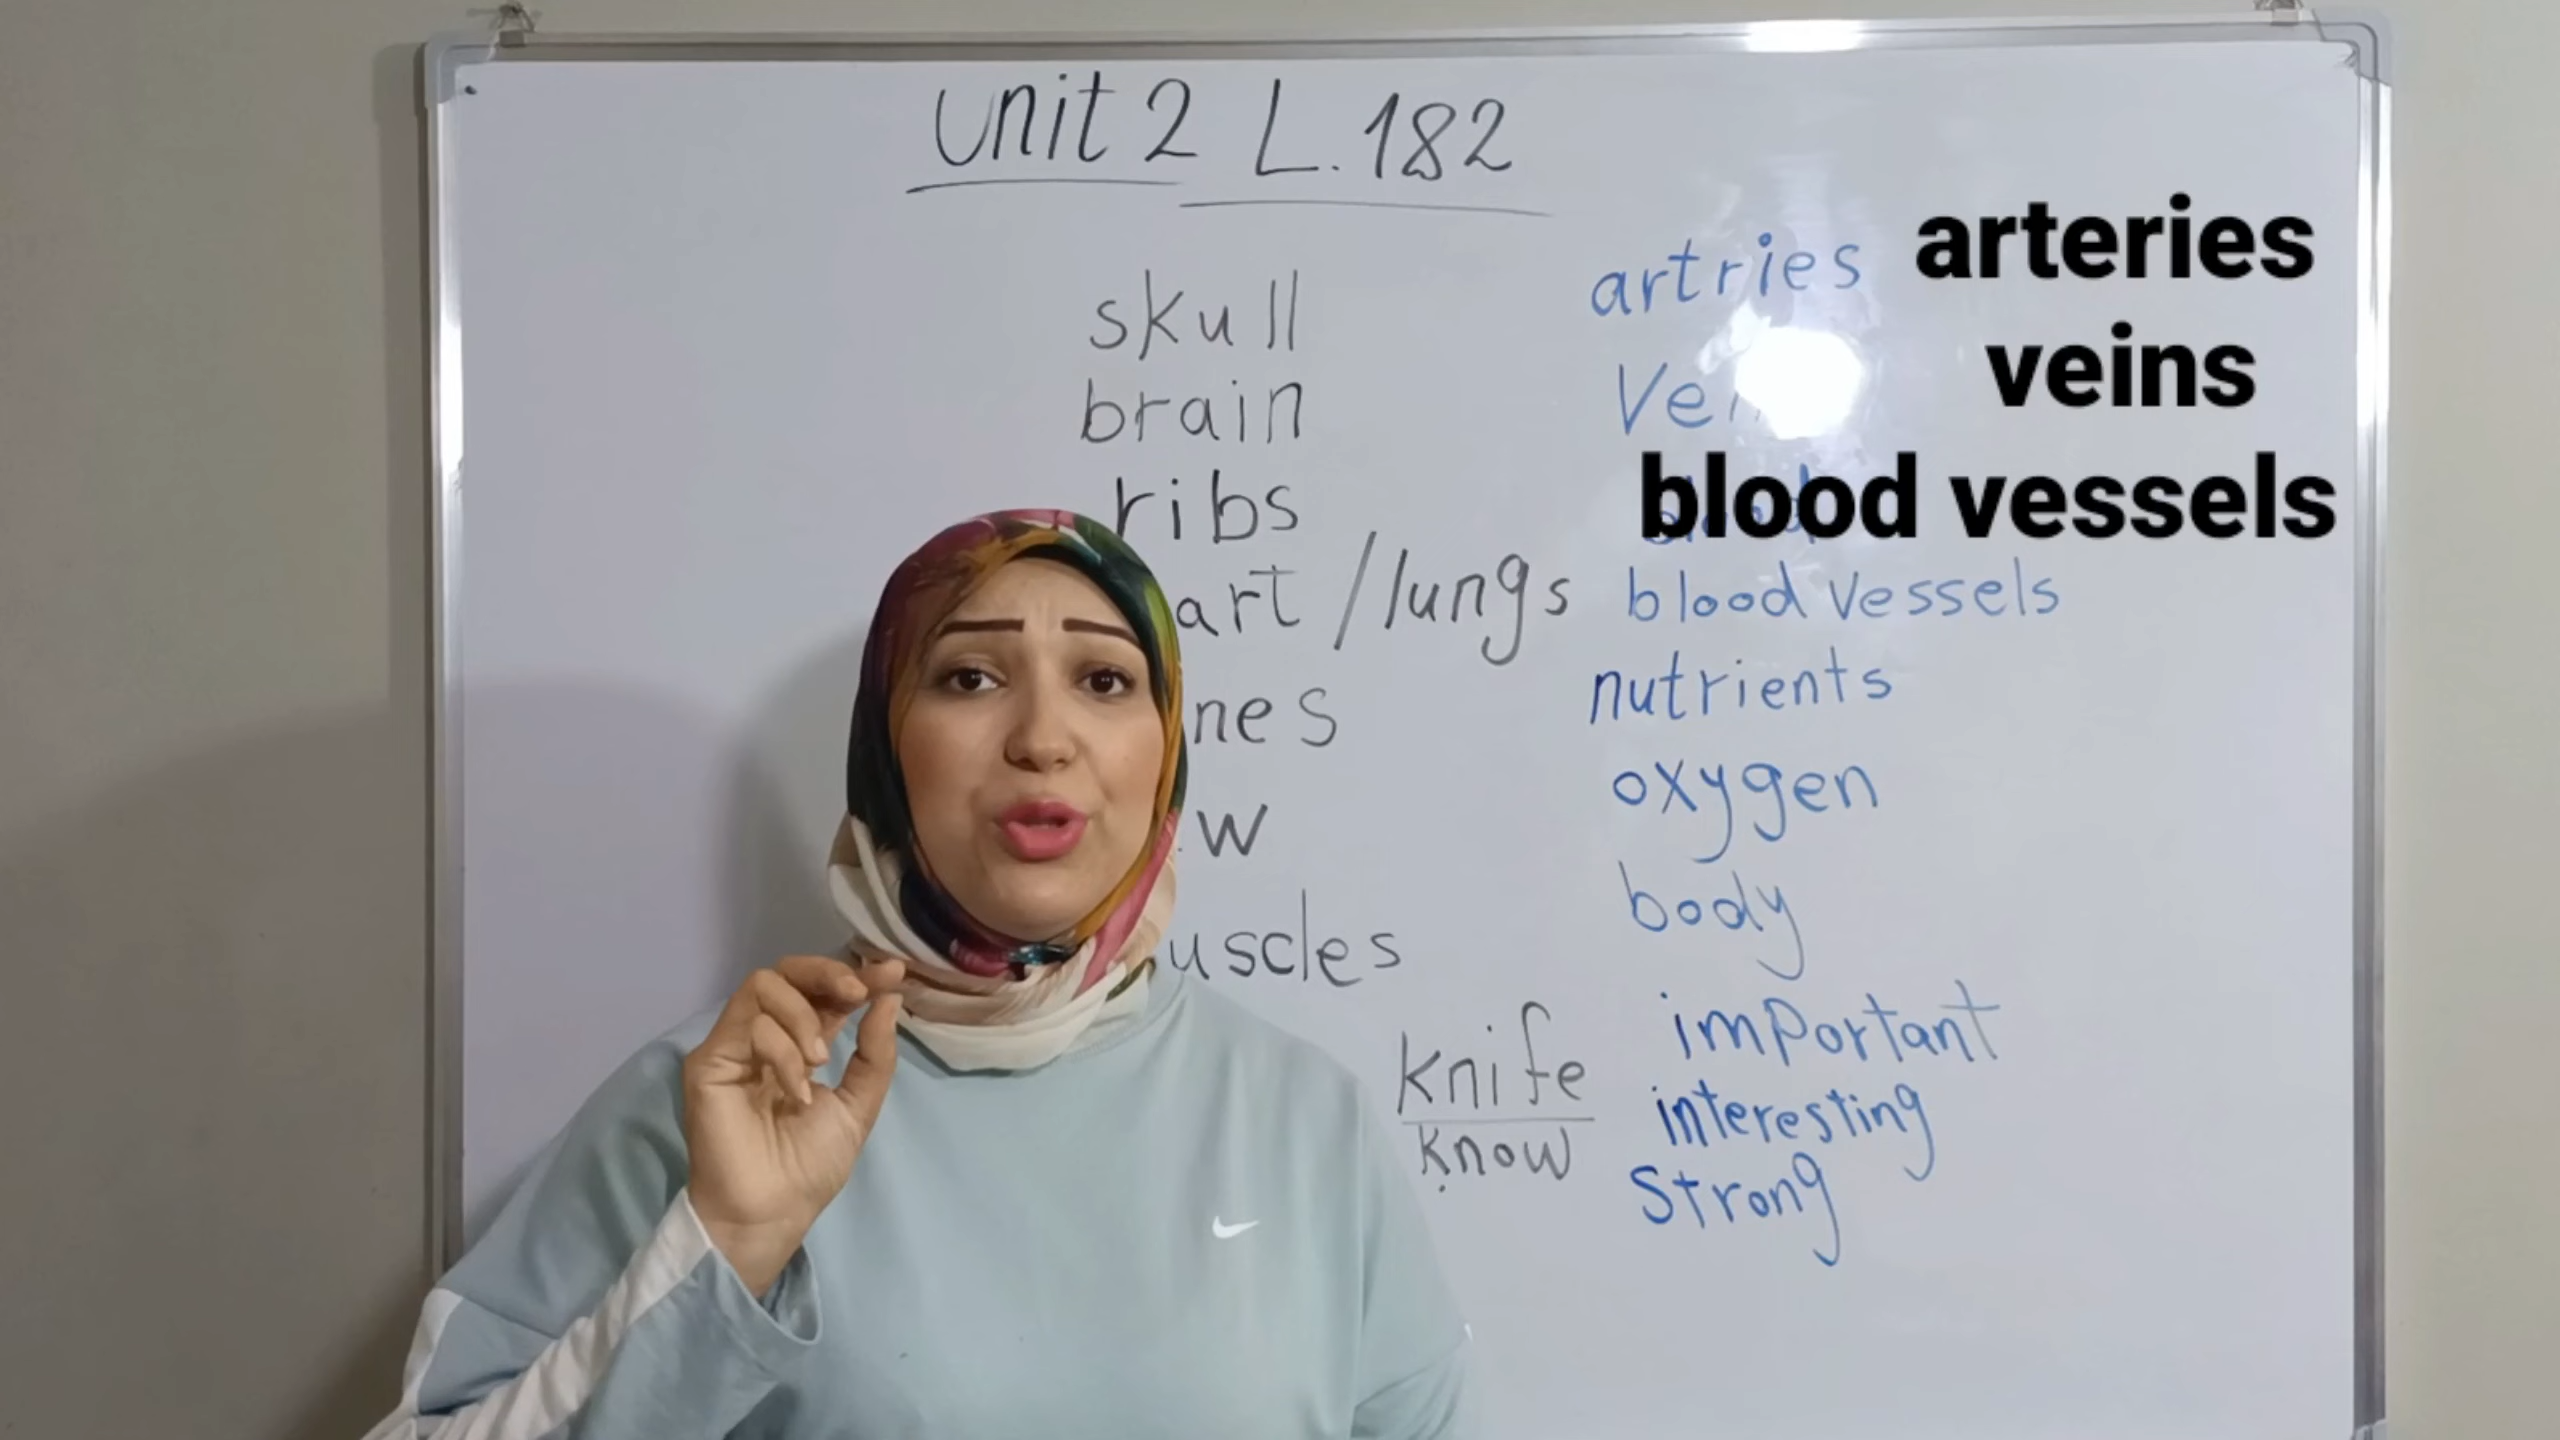 Unit 2 L. 182
skull
brain
ribs
art / lungs
nes
w
uscles
knife
know
artries
arteries
veins
blood vessels
blood vessels
nutrients
oxygen
body
important
interesting
Strong